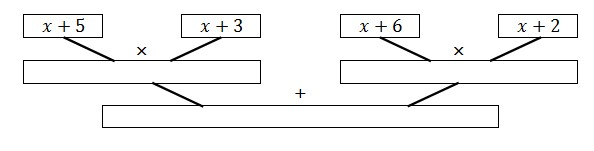 x + 5 x + 3 x + 6 x + 2
× ×
+